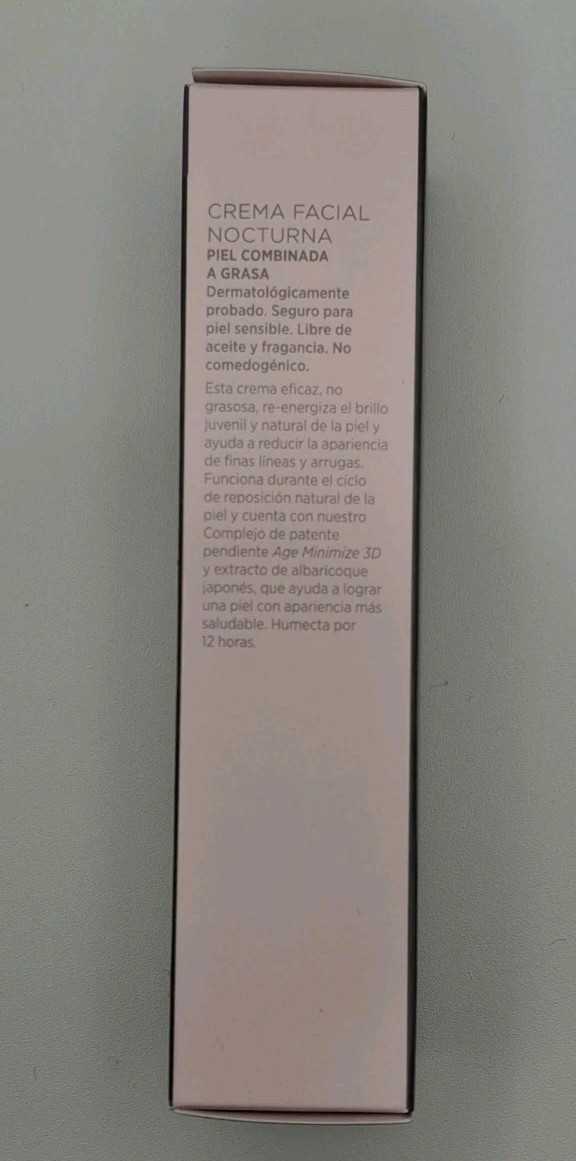 CREMA FACIAL
NOCTURNA
PIEL COMBINADA
A GRASA
Dermatológicamente
probado. Seguro para
piel sensible. Libre de
aceite y fragancia. No
comedogénico.
Esta crema eficaz, no
grasosa, re-energiza el brillo
juvenil y natural de la piel y
ayuda a reducir la apariencia
de finas líneas y arrugas.
Funciona durante el ciclo
de reposición natural de la
piel y cuenta con nuestro
Complejo de patente
pendiente Age Minimize 3D
y extracto de albaricoque
japonés, que ayuda a lograr
una piel con apariencia más
saludable. Humecta por
12 horas.